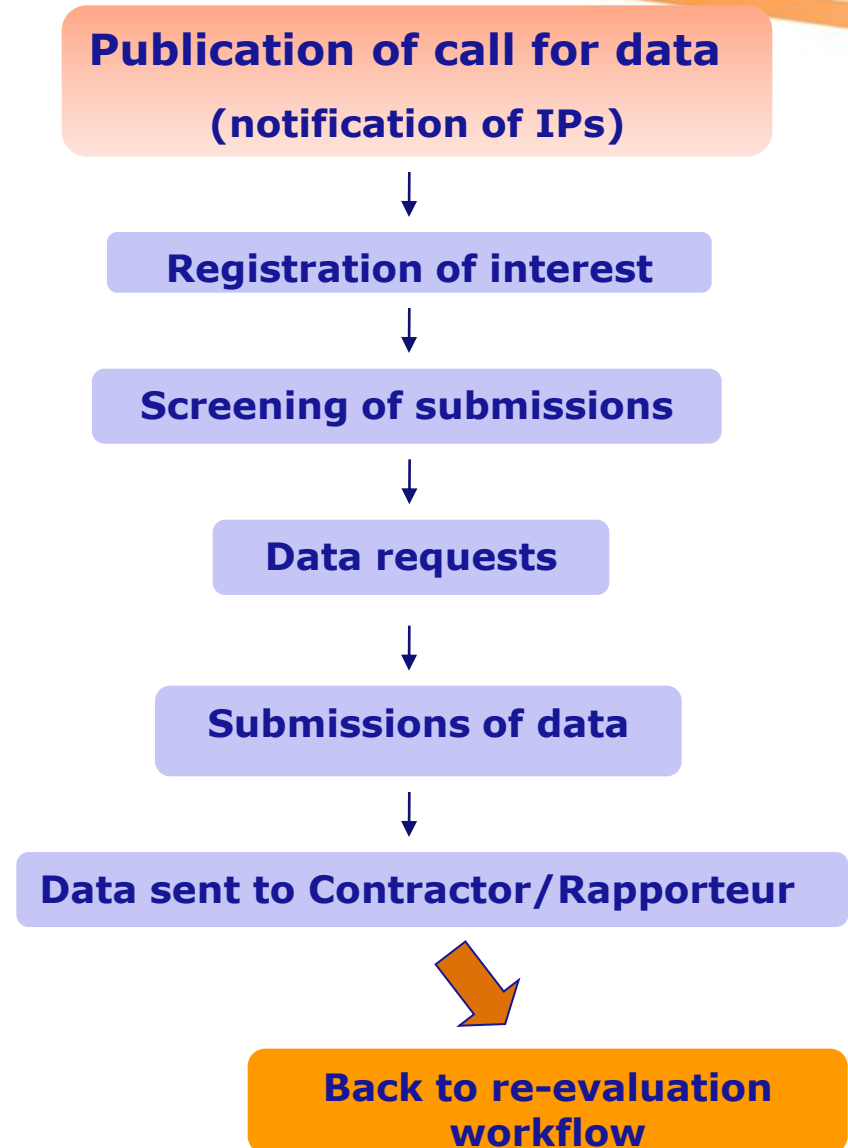 Publication of call for data
(notification of IPs)
Registration of interest
Screening of submissions
Data requests
Submissions of data
Data sent to Contractor/Rapporteur
Back to re-evaluation
workflow